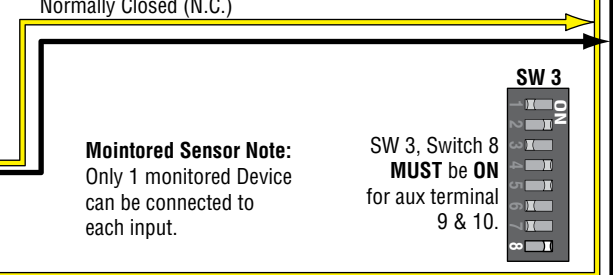 Normally Closed (N.C.)
SW 3
ON
1
2
3
4
5
6
7
8
Mointored Sensor Note:
Only 1 monitored Device
can be connected to
each input.
SW 3, Switch 8
MUST be ON
for aux terminal
9 & 10.